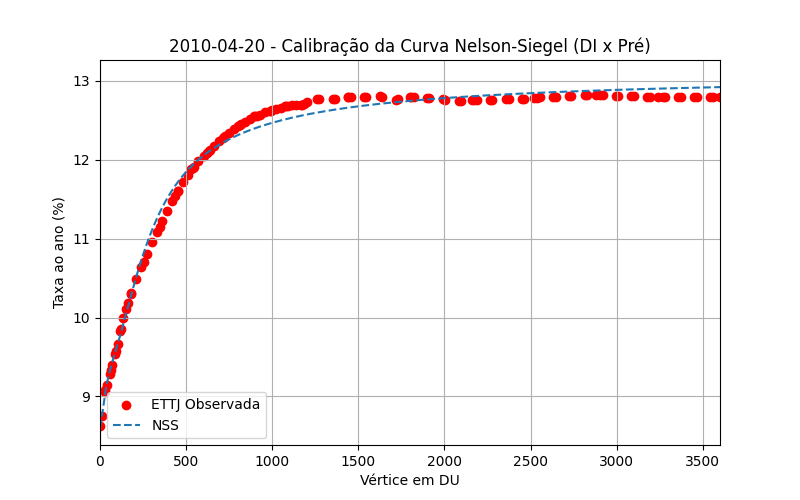 2010-04-20 - Calibração da Curva Nelson-Siegel (DI x Pré)
Taxa ao ano (%)
13
12
11
10
9
ETTJ Observada
NSS
0 500 1000 1500 2000 2500 3000 3500
Vértice em DU